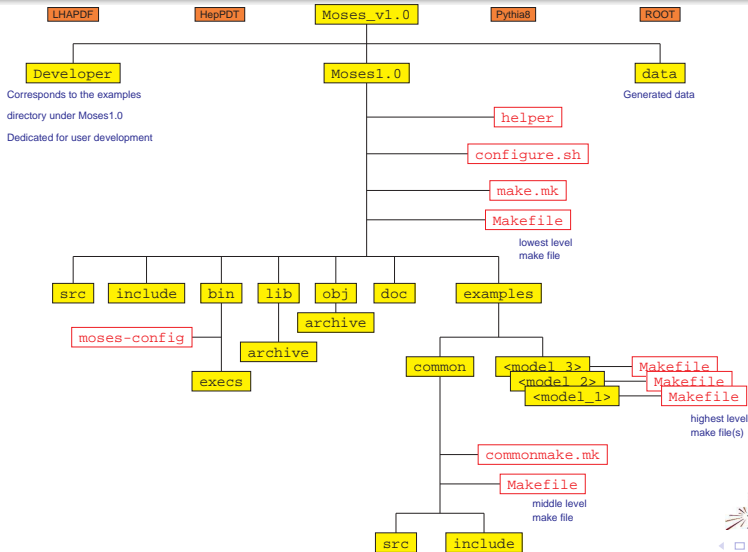 LHAPDF
HepPDT
Moses_v1.0
Pythia8
ROOT
Developer
Moses1.0
data
Corresponds to the examples
directory under Moses1.0
Dedicated for user development
Generated data
helper
configure.sh
make.mk
Makefile
lowest level
make file
src
include
bin
lib
obj
doc
examples
archive
moses-config
archive
execs
common
<model_3>
Makefile
<model_2>
Makefile
<model_1>
Makefile
highest level
make file(s)
commonmake.mk
Makefile
middle level
make file
src
include